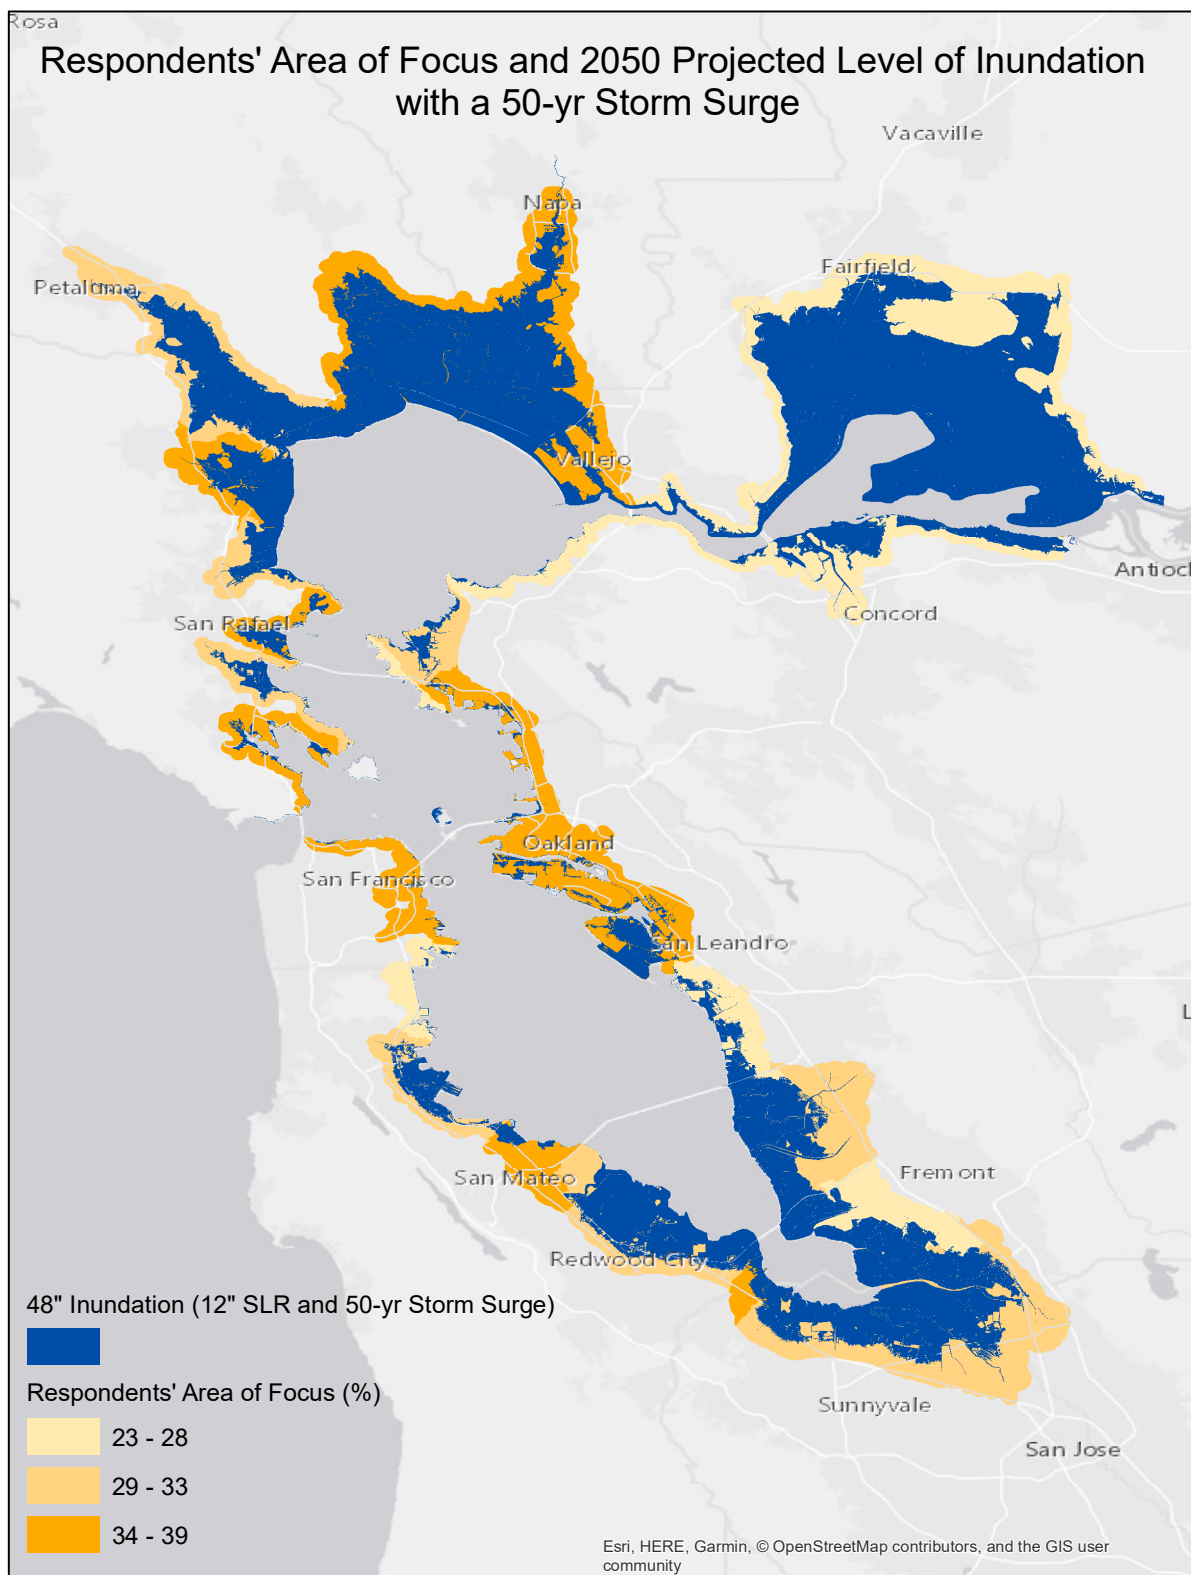 Rosa
Respondents' Area of Focus and 2050 Projected Level of Inundation
with a 50-yr Storm Surge
Vacaville
Napa
Fairfield
Petaluma
Vallejo
Antioch
Concord
San Rafael
Oakland
San Francisco
San Leandro
L
Fremont
San Mateo
Redwood City
48" Inundation (12" SLR and 50-yr Storm Surge)
Respondents' Area of Focus (%)
Sunnyvale
23 - 28
San Jose
29 - 33
34 - 39
Esri, HERE, Garmin, © OpenStreetMap contributors, and the GIS user
community